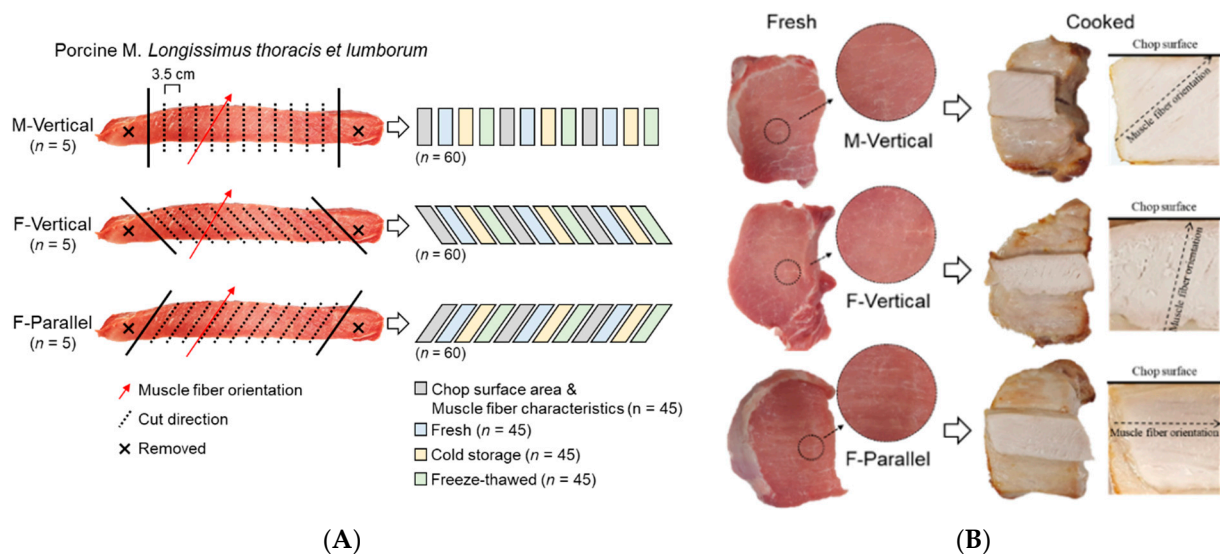 Porcine M. Longissimus thoracis et lumborum
3.5 cm
M-Vertical
(n = 5)
(n = 60)
F-Vertical
(n = 5)
(n = 60)
F-Parallel
(n = 5)
(n = 60)
Muscle fiber orientation
Cut direction
Removed
Chop surface area &
Muscle fiber characteristics (n = 45)
Fresh (n = 45)
Cold storage (n = 45)
Freeze-thawed (n = 45)
(A)
Fresh
Cooked
M-Vertical
Chop surface
Muscle fiber orientation
F-Vertical
Chop surface
Muscle fiber orientation
F-Parallel
Chop surface
Muscle fiber orientation
(B)